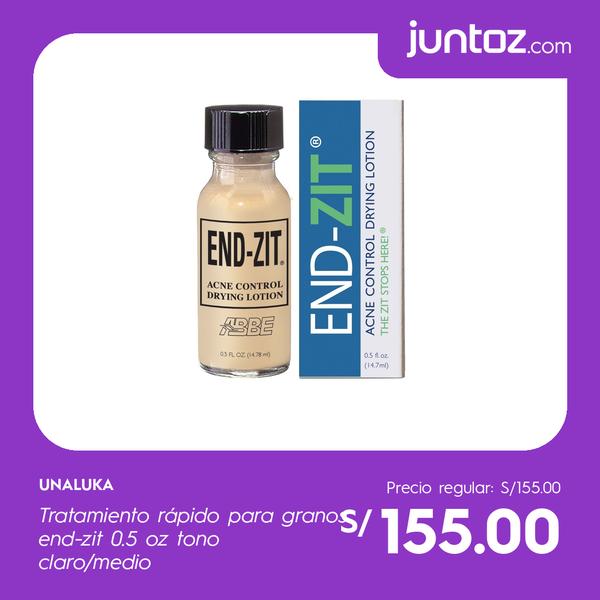 juntoz.com
END-ZIT®
ACNE CONTROL
DRYING LOTION
ABBE
0.5 FL OZ. (14.78 ml)
END-ZIT®
ACNE CONTROL DRYING LOTION
THE ZIT STOPS HERE!®
0.5 fl oz.
(14.7ml)
UNALUKA
Tratamiento rápido para granos
end-zit 0.5 oz tono
claro/medio
Precio regular: S/155.00
S/155.00